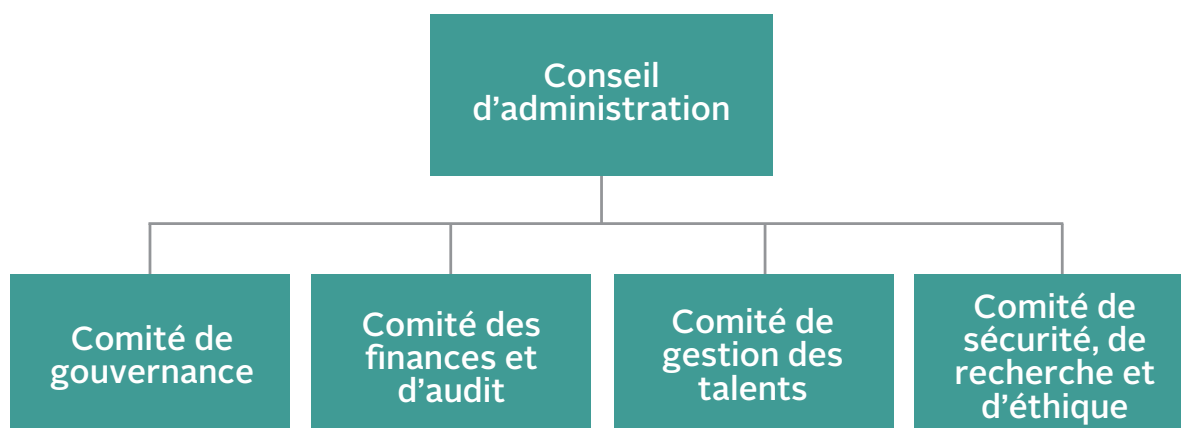 Conseil
d’administration
Comité de
gouvernance
Comité des
finances et
d’audit
Comité de
gestion des
talents
Comité de
sécurité, de
recherche et
d’éthique